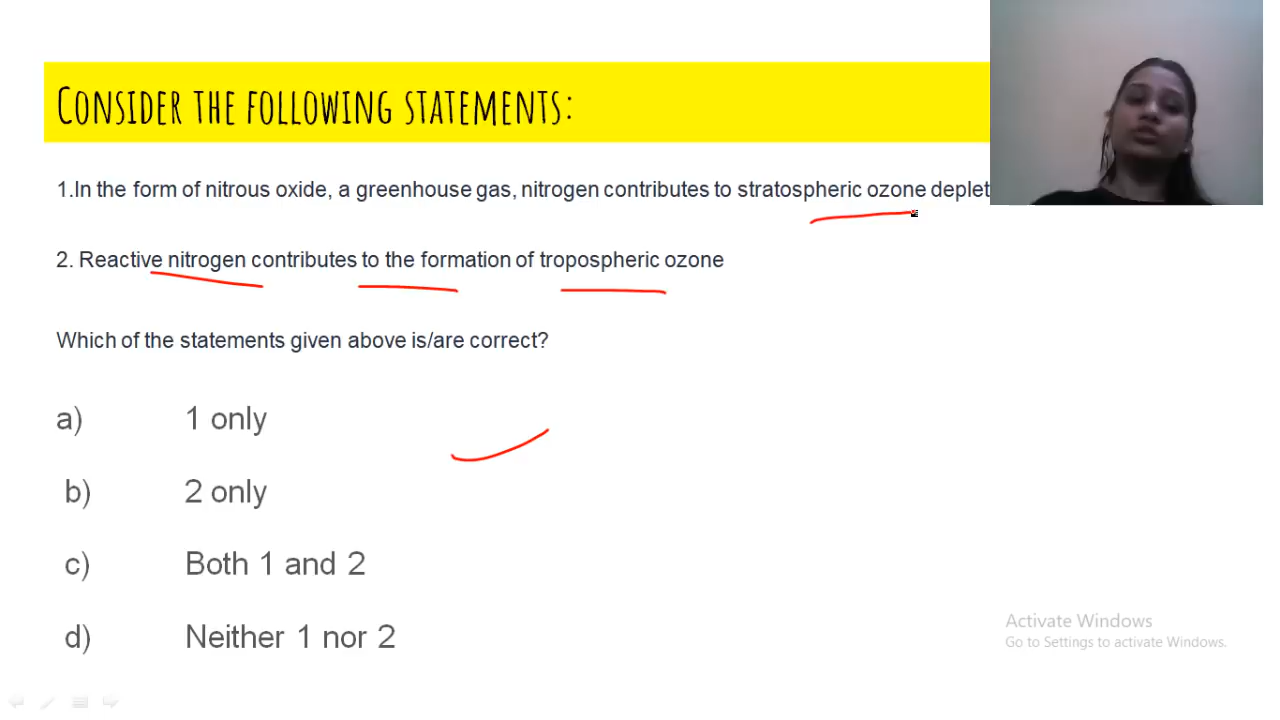 CONSIDER THE FOLLOWING STATEMENTS:
1.In the form of nitrous oxide, a greenhouse gas, nitrogen contributes to stratospheric ozone deplet
2. Reactive nitrogen contributes to the formation of tropospheric ozone
Which of the statements given above is/are correct?
a) 1 only
b) 2 only
c) Both 1 and 2
d) Neither 1 nor 2
Activate Windows
Go to Settings to activate Windows.